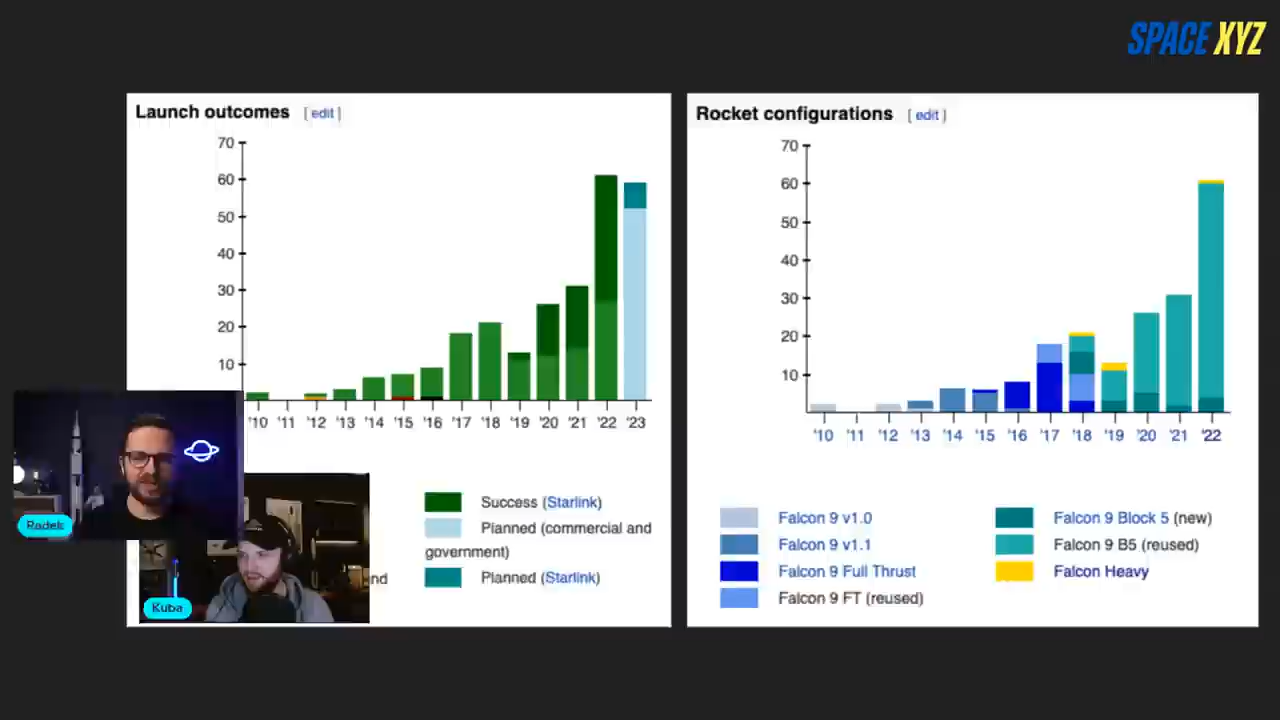 SPACE XYZ
Launch outcomes [ edit ]
70
60
50
40
30
20
10
'10 '11 '12 '13 '14 '15 '16 '17 '18 '19 '20 '21 '22 '23
Success (Starlink)
Planned (commercial and
government)
Planned (Starlink)
nd
Rocket configurations [ edit ]
70
60
50
40
30
20
10
'10 '11 '12 '13 '14 '15 '16 '17 '18 '19 '20 '21 '22
Falcon 9 v1.0
Falcon 9 v1.1
Falcon 9 Full Thrust
Falcon 9 FT (reused)
Falcon 9 Block 5 (new)
Falcon 9 B5 (reused)
Falcon Heavy
Radek
Kuba